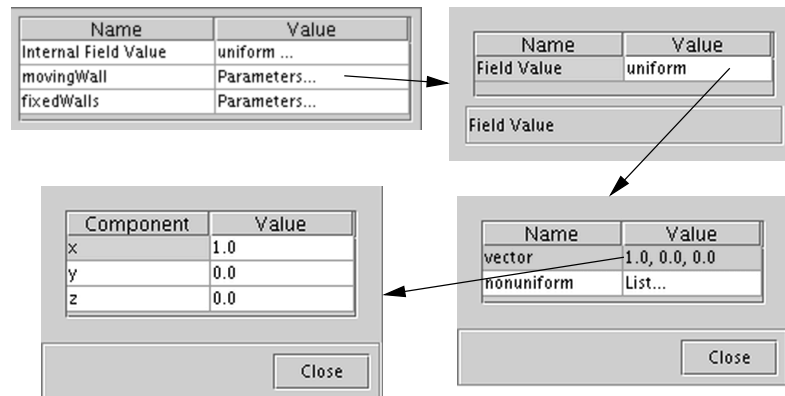 Name Value
Internal Field Value uniform ...
movingWall Parameters...
fixedWalls Parameters...
Name Value
Field Value uniform
Field Value
Component Value
x 1.0
y 0.0
z 0.0
Close
Name Value
vector 1.0, 0.0, 0.0
nonuniform List...
Close